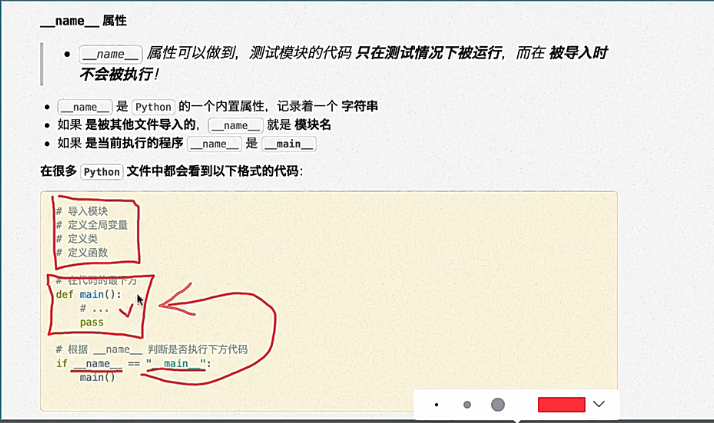 __name__ 属性
__name__ 属性可以做到，测试模块的代码 只在测试情况下被运行，而在 被导入时
不会被执行！
__name__ 是 Python 的一个内置属性，记录着一个 字符串
如果 是被其他文件导入的，__name__ 就是 模块名
如果 是当前执行的程序 __name__ 是 __main__
在很多 Python 文件中都会看到以下格式的代码：
# 导入模块
# 定义全局变量
# 定义类
# 定义函数
# 在代码的最下方
def main():
# ...
pass
# 根据 __name__ 判断是否执行下方代码
if __name__ == "__main__":
main()